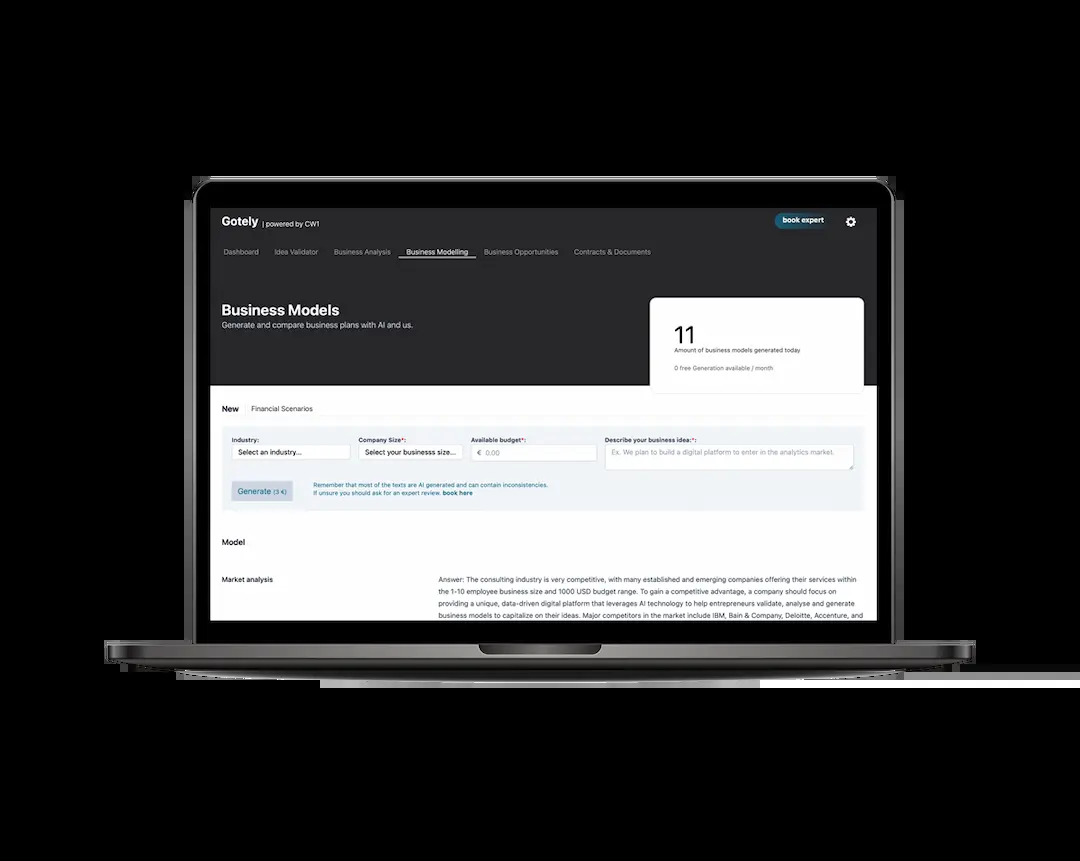 Gotely | powered by CW1
book expert
Dashboard Idea Validator Business Analysis Business Modelling Business Opportunities Contracts & Documents
Business Models
Generate and compare business plans with AI and us.
11
Amount of business models generated today
0 free Generation available / month
New Financial Scenarios
Industry: Company Size*: Available budget*: Describe your business idea:*:
Select an industry... Select your businesss size... € 0,00 Ex. We plan to build a digital platform to enter in the analytics market.
Generate (3 €)
Remember that most of the texts are AI generated and can contain inconsistencies.
If unsure you should ask for an expert review. book here
Model
Market analysis
Answer: The consulting industry is very competitive, with many established and emerging companies offering their services within
the 1-10 employee business size and 1000 USD budget range. To gain a competitive advantage, a company should focus on
providing a unique, data-driven digital platform that leverages AI technology to help entrepreneurs validate, analyse and generate
business models to capitalize on their ideas. Major competitors in the market include IBM, Bain & Company, Deloitte, Accenture, and